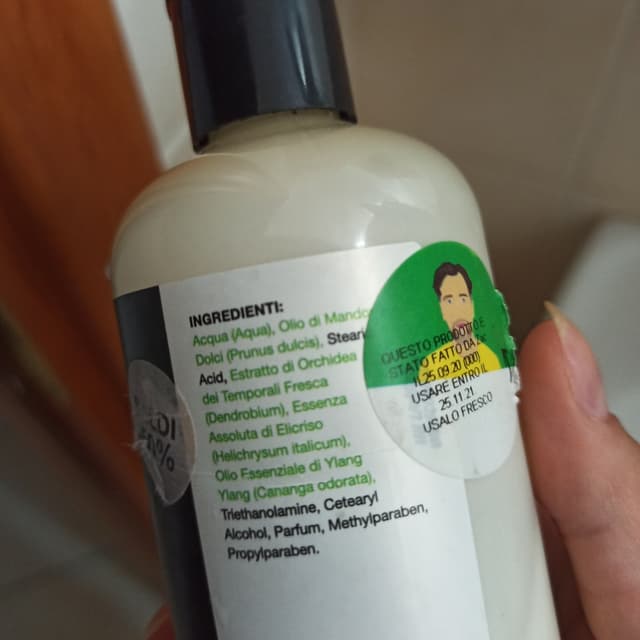 INGREDIENTI:
Acqua (Aqua), Olio di Mando
Dolci (Prunus dulcis), Steari
Acid, Estratto di Orchidea
dei Temporali Fresca
(Dendrobium), Essenza
Assoluta di Elicriso
(Helichrysum italicum),
Olio Essenziale di Ylang
Ylang (Cananga odorata),
Triethanolamine, Cetearyl
Alcohol, Parfum, Methylparaben,
Propylparaben.
QUESTO PRODOTTO E
STATO FATTO DA
IL 25 09 20 (000)
USARE ENTRO IL
25 11 21
USALO FRESCO